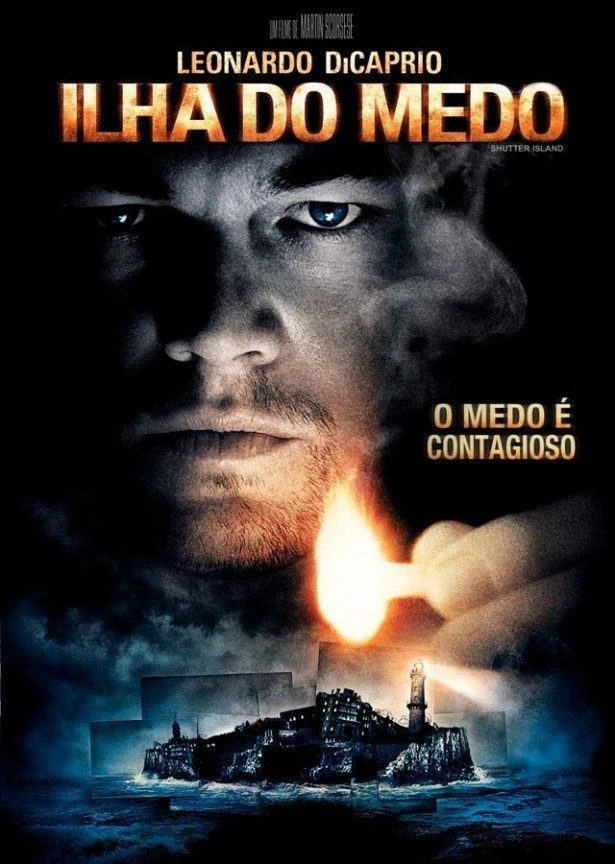 UM FILME DE MARTIN SCORSESE
LEONARDO DiCAPRIO
ILHA DO MEDO
SHUTTER ISLAND
O MEDO É
CONTAGIOSO